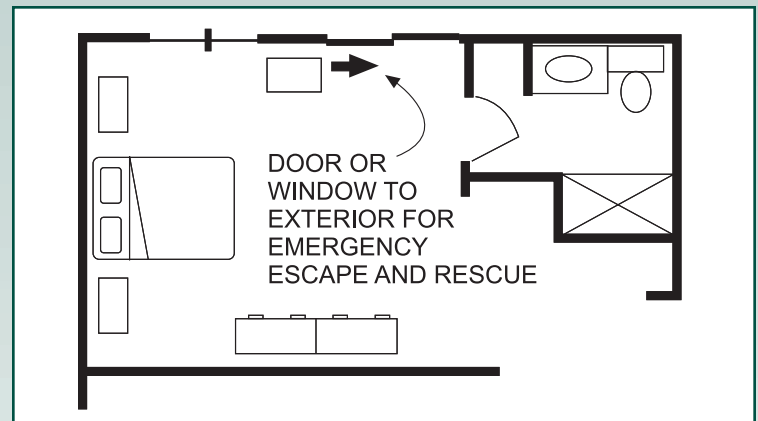 DOOR OR
WINDOW TO
EXTERIOR FOR
EMERGENCY
ESCAPE AND RESCUE